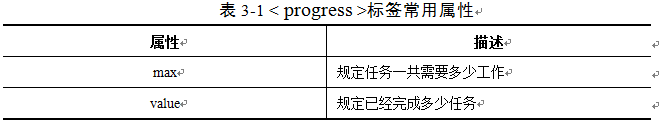 表 3-1 < progress >标签常用属性
属性 描述
max 规定任务一共需要多少工作
value 规定已经完成多少任务